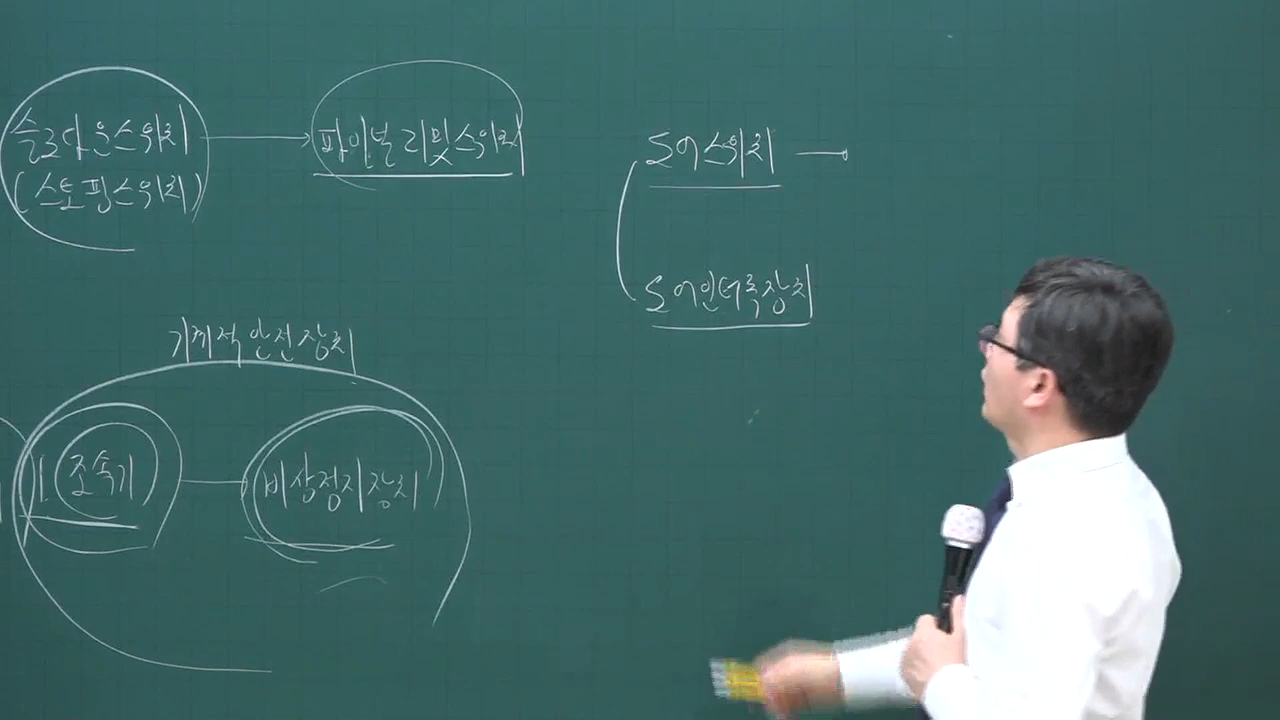 슬로다운스위치
(스토핑스위치)
파이널리밋스위치
도어스위치
도어인터록장치
기계적안전장치
1. 조속기
비상정지장치